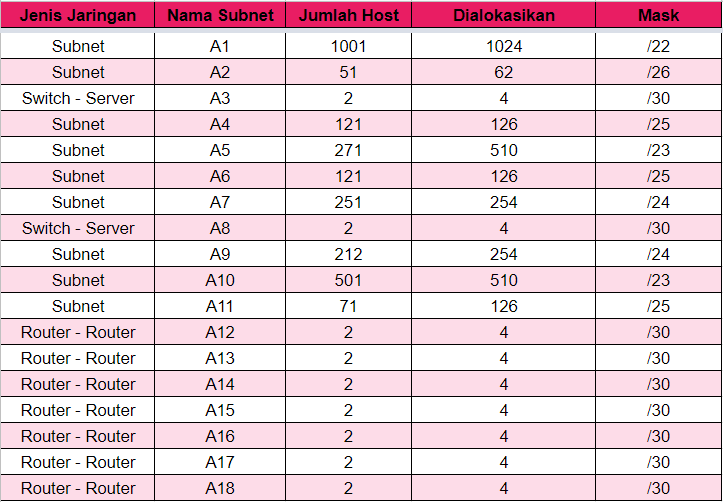 Jenis Jaringan Nama Subnet Jumlah Host Dialokasikan Mask
Subnet A1 1001 1024 /22
Subnet A2 51 62 /26
Switch - Server A3 2 4 /30
Subnet A4 121 126 /25
Subnet A5 271 510 /23
Subnet A6 121 126 /25
Subnet A7 251 254 /24
Switch - Server A8 2 4 /30
Subnet A9 212 254 /24
Subnet A10 501 510 /23
Subnet A11 71 126 /25
Router - Router A12 2 4 /30
Router - Router A13 2 4 /30
Router - Router A14 2 4 /30
Router - Router A15 2 4 /30
Router - Router A16 2 4 /30
Router - Router A17 2 4 /30
Router - Router A18 2 4 /30